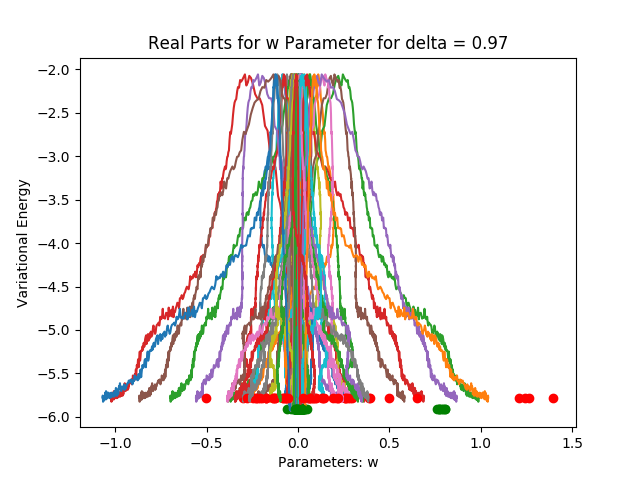 Real Parts for w Parameter for delta = 0.97
Variational Energy
−2.0
−2.5
−3.0
−3.5
−4.0
−4.5
−5.0
−5.5
−6.0
−1.0 −0.5 0.0 0.5 1.0 1.5
Parameters: w